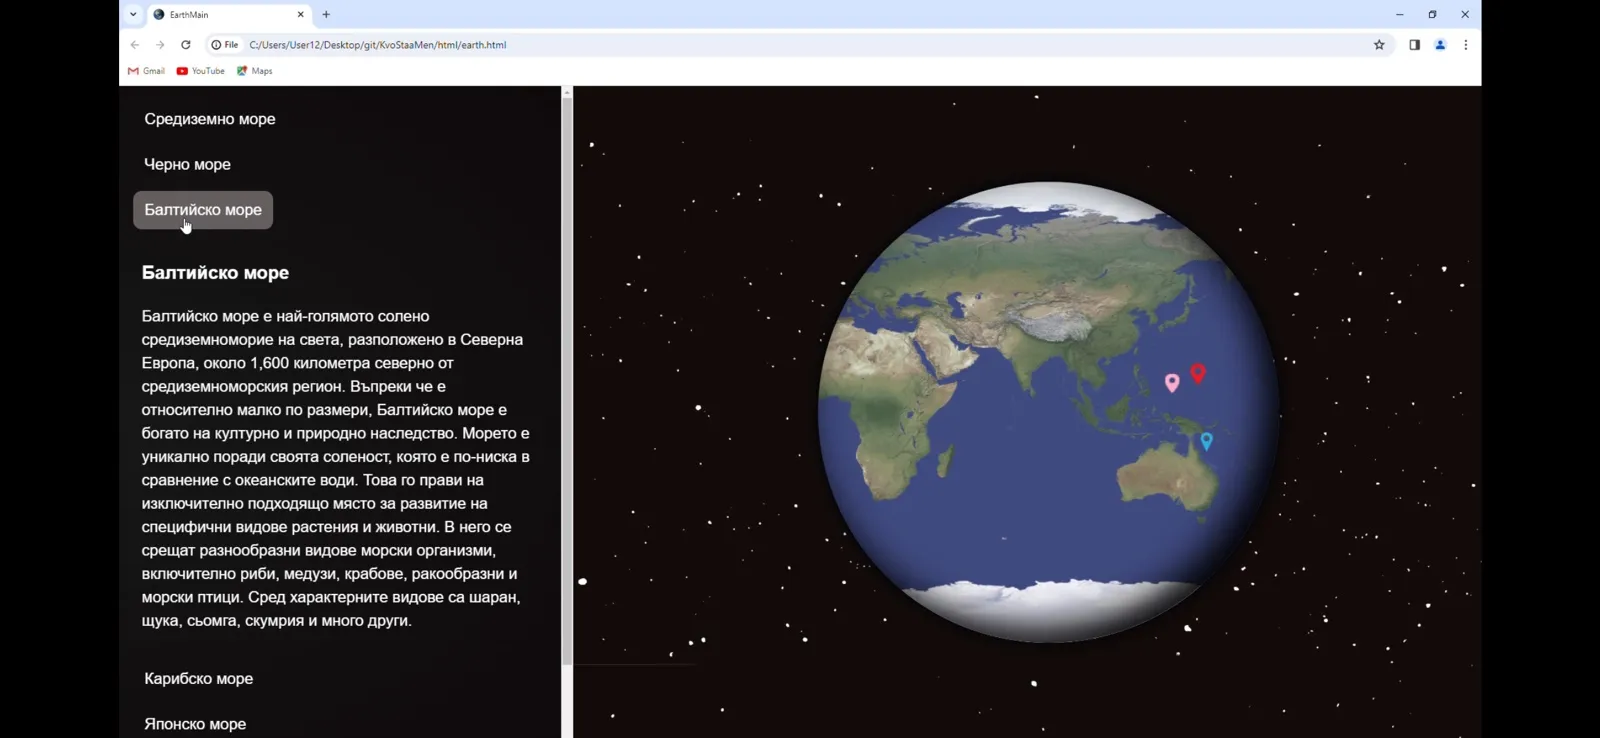 EarthMain
File
C:/Users/User12/Desktop/git/KvoStaaMen/html/earth.html
Gmail
YouTube
Maps
Средиземно море
Черно море
Балтийско море
Балтийско море
Балтийско море е най-голямото солено
средиземноморие на света, разположено в Северна
Европа, около 1,600 километра северно от
средиземноморския регион. Въпреки че е
относително малко по размери, Балтийско море е
богато на културно и природно наследство. Морето е
уникално поради своята соленост, която е по-ниска в
сравнение с океанските води. Това го прави на
изключително подходящо място за развитие на
специфични видове растения и животни. В него се
срещат разнообразни видове морски организми,
включително риби, медузи, крабове, ракообразни и
морски птици. Сред характерните видове са шаран,
щука, сьомга, скумрия и много други.
Карибско море
Японско море